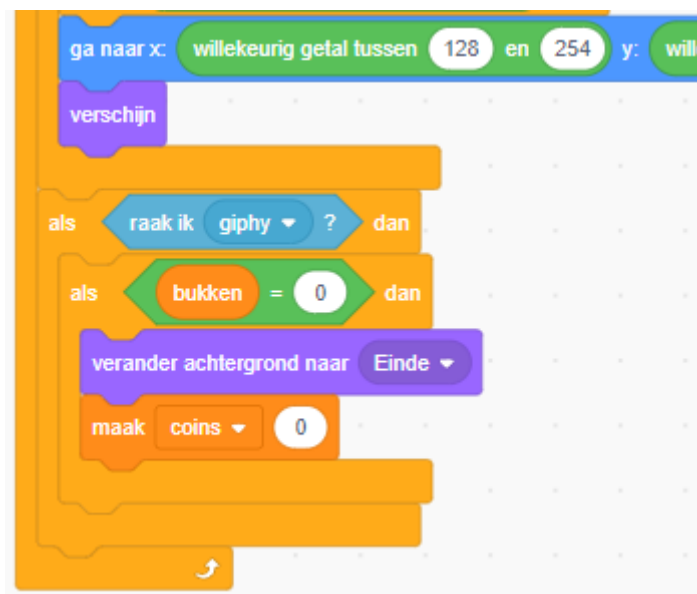 ga naar x: willekeurig getal tussen 128 en 254 y: will
verschijn
als raak ik giphy ? dan
als bukken = 0 dan
verander achtergrond naar Einde
maak coins 0